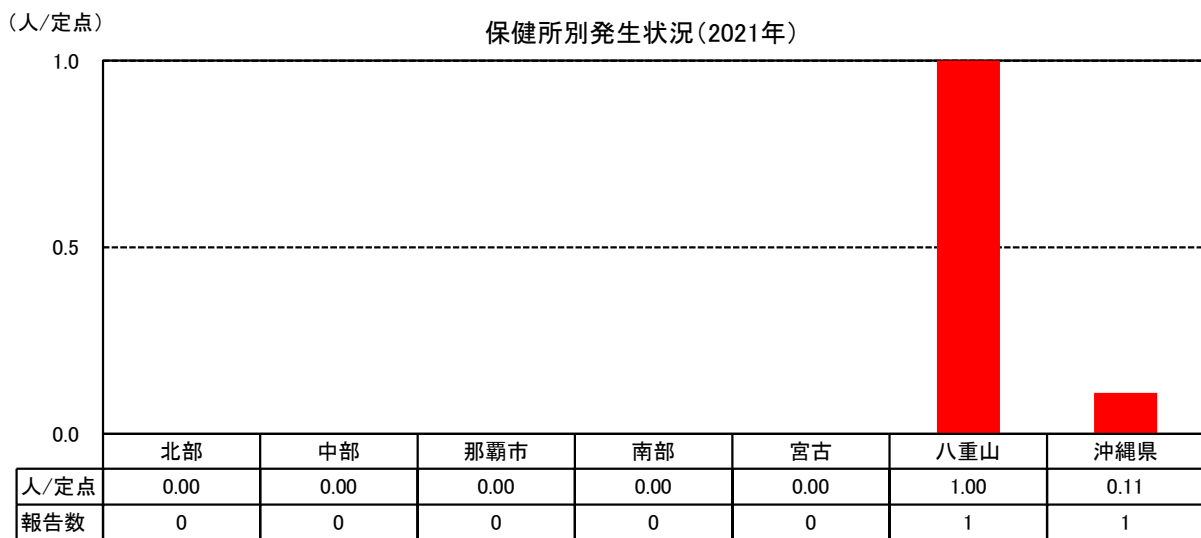 (人/定点)
保健所別発生状況(2021年)
1.0
0.5
0.0
北部 中部 那覇市 南部 宮古 八重山 沖縄県
人/定点 0.00 0.00 0.00 0.00 0.00 1.00 0.11
報告数 0 0 0 0 0 1 1